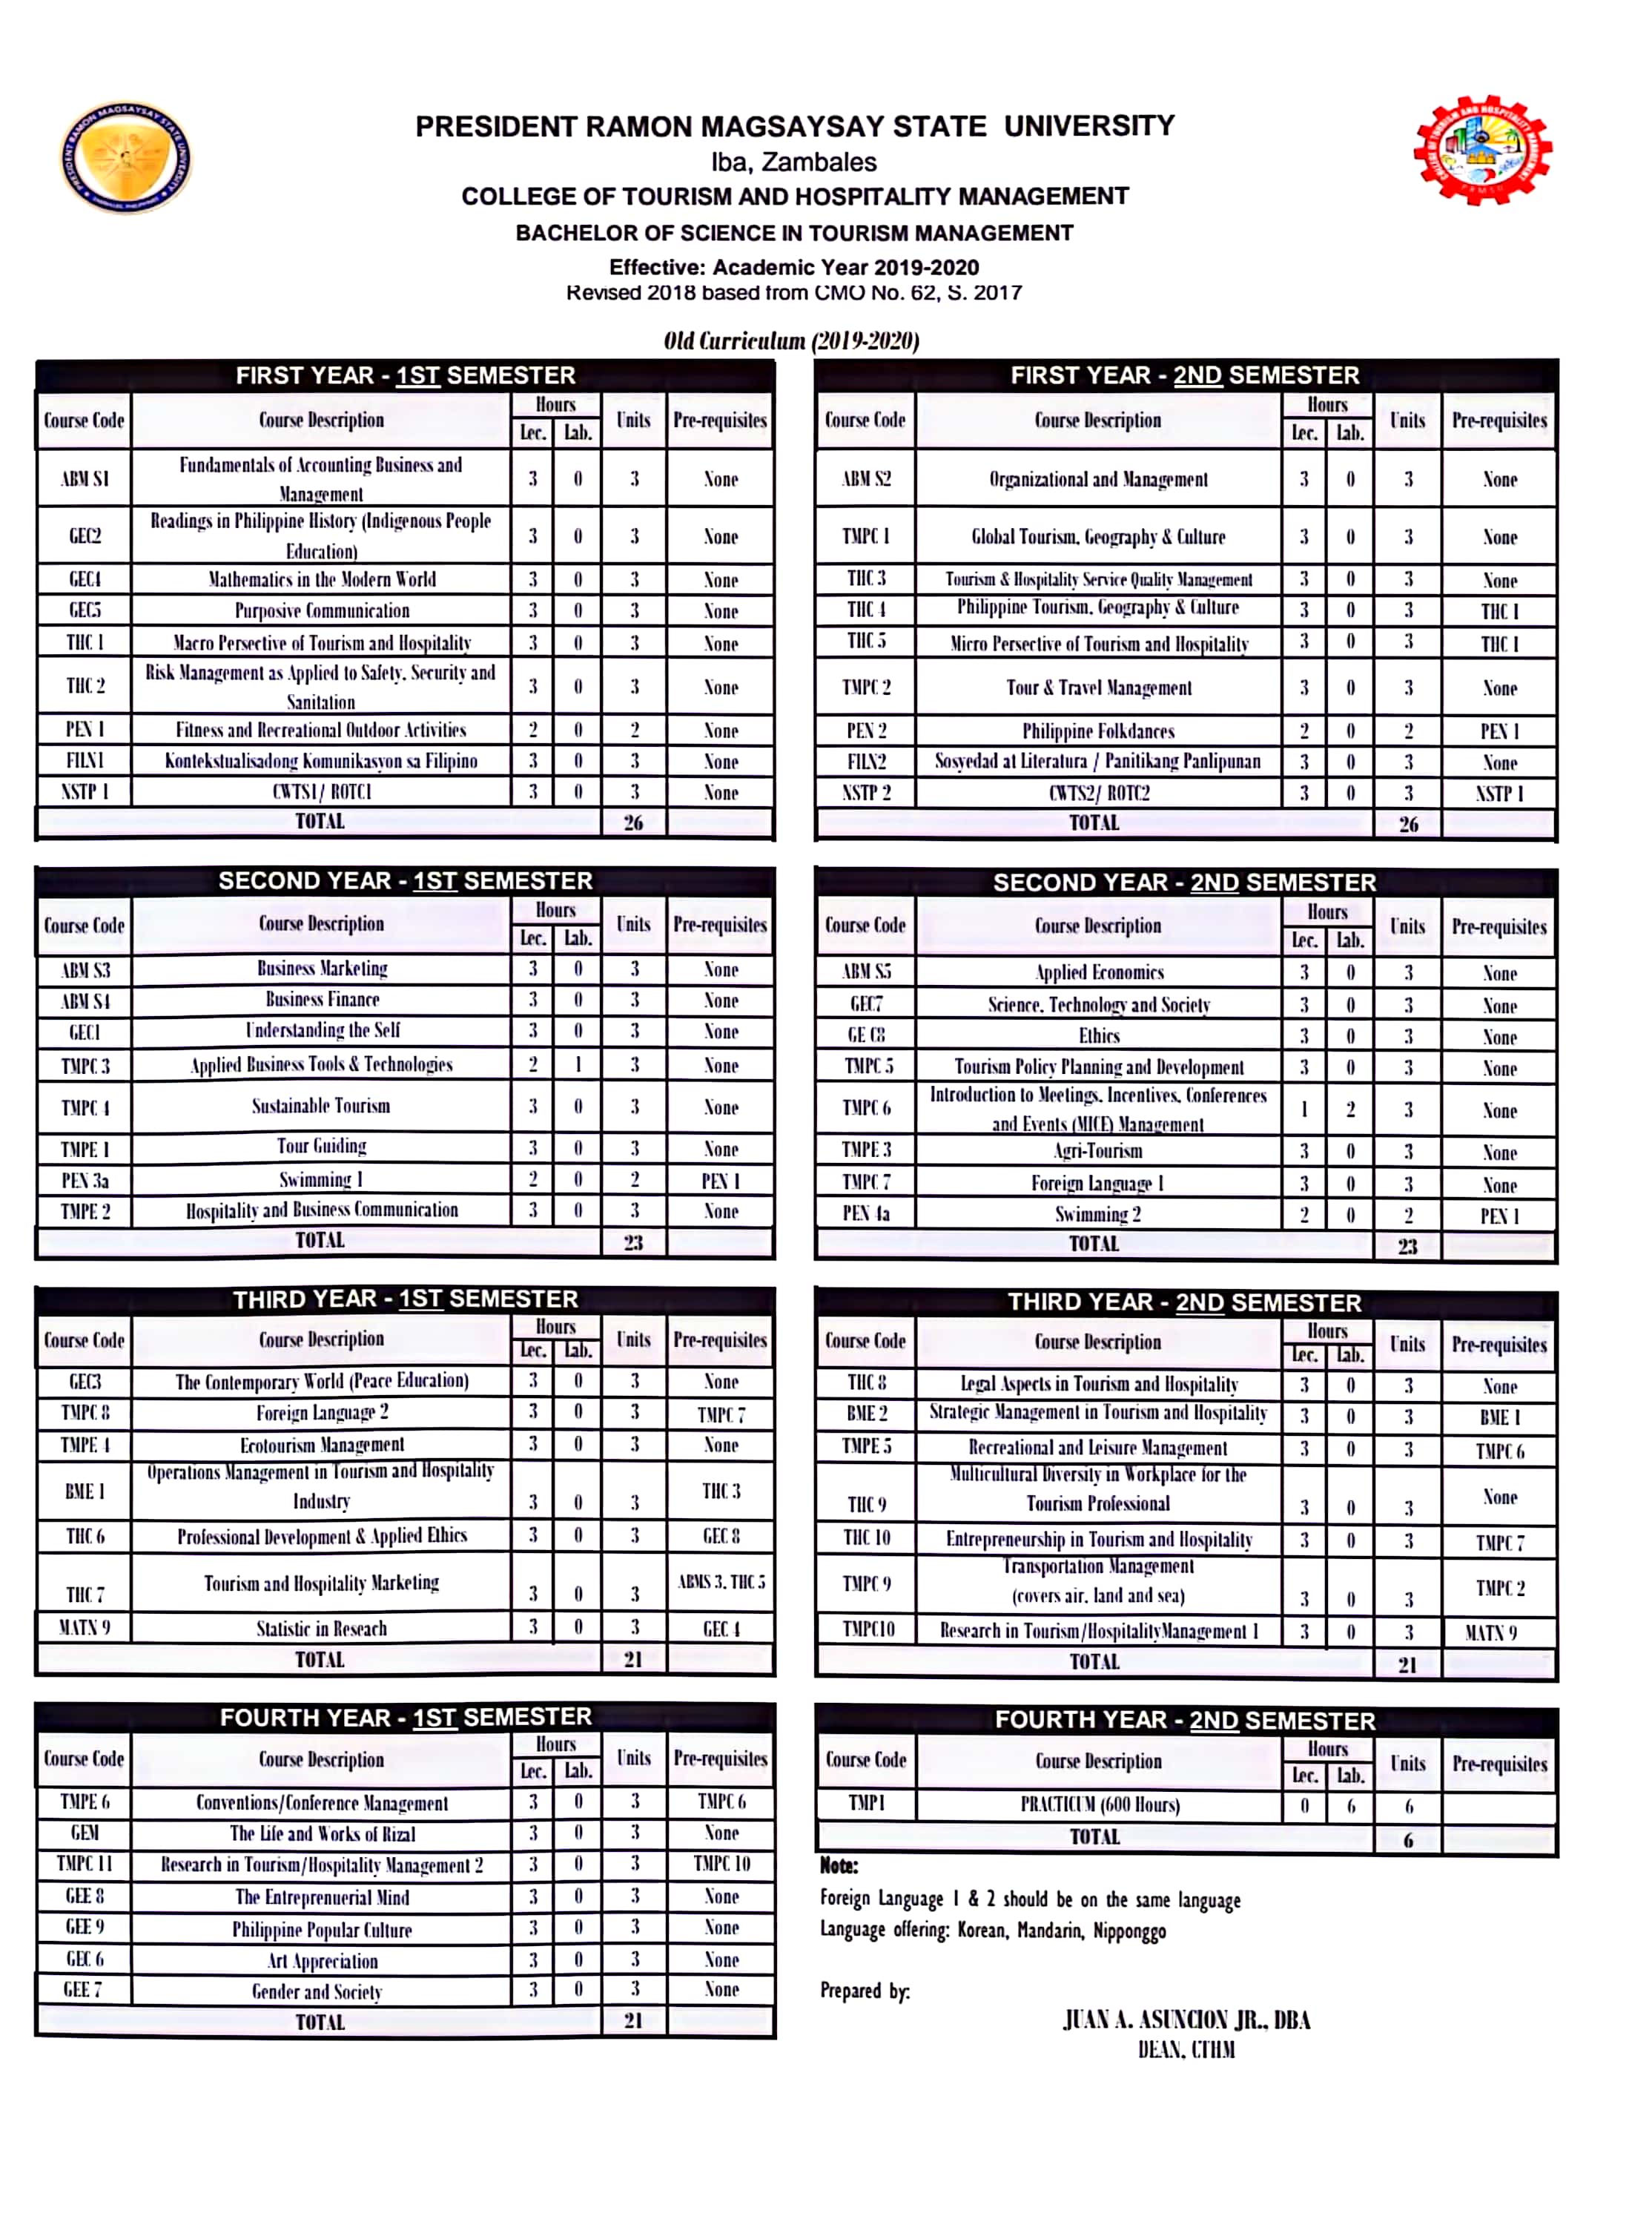 PRESIDENT RAMON MAGSAYSAY STATE UNIVERSITY
Iba, Zambales
COLLEGE OF TOURISM AND HOSPITALITY MANAGEMENT
BACHELOR OF SCIENCE IN TOURISM MANAGEMENT
Effective: Academic Year 2019-2020
Revised 2018 based from CMO No. 62, S. 2017
Old Curriculum (2019-2020)
FIRST YEAR - 1ST SEMESTER
Course Code Course Description Hours Units Pre-requisites
Lec. Lab.
ABM S1 Fundamentals of Accounting Business and Management 3 0 3 None
GEC2 Readings in Philippine History (Indigenous People Education) 3 0 3 None
GEC4 Mathematics in the Modern World 3 0 3 None
GEC5 Purposive Communication 3 0 3 None
THC 1 Macro Persective of Tourism and Hospitality 3 0 3 None
THC 2 Risk Management as Applied to Safety, Security and Sanitation 3 0 3 None
PEN 1 Fitness and Recreational Outdoor Activities 2 0 2 None
FILN1 Kontekstualisadong Komunikasyon sa Filipino 3 0 3 None
NSTP 1 CWTS1/ ROTC1 3 0 3 None
TOTAL 26
FIRST YEAR - 2ND SEMESTER
Course Code Course Description Hours Units Pre-requisites
Lec. Lab.
ABM S2 Organizational and Management 3 0 3 None
TMPC 1 Global Tourism, Geography & Culture 3 0 3 None
THC 3 Tourism & Hospitality Service Quality Management 3 0 3 None
THC 4 Philippine Tourism, Geography & Culture 3 0 3 THC 1
THC 5 Micro Persective of Tourism and Hospitality 3 0 3 THC 1
TMPC 2 Tour & Travel Management 3 0 3 None
PEN 2 Philippine Folkdances 2 0 2 PEN 1
FILN2 Sosyedad at Literatura / Panitikang Panlipunan 3 0 3 None
NSTP 2 CWTS2/ ROTC2 3 0 3 NSTP 1
TOTAL 26
SECOND YEAR - 1ST SEMESTER
Course Code Course Description Hours Units Pre-requisites
Lec. Lab.
ABM S3 Business Marketing 3 0 3 None
ABM S4 Business Finance 3 0 3 None
GEC1 Understanding the Self 3 0 3 None
TMPC 3 Applied Business Tools & Technologies 2 1 3 None
TMPC 4 Sustainable Tourism 3 0 3 None
TMPE 1 Tour Guiding 3 0 3 None
PEN 3a Swimming 1 2 0 2 PEN 1
TMPE 2 Hospitality and Business Communication 3 0 3 None
TOTAL 23
SECOND YEAR - 2ND SEMESTER
Course Code Course Description Hours Units Pre-requisites
Lec. Lab.
ABM S5 Applied Economics 3 0 3 None
GEC7 Science, Technology and Society 3 0 3 None
GE C8 Ethics 3 0 3 None
TMPC 5 Tourism Policy Planning and Development 3 0 3 None
TMPC 6 Introduction to Meetings, Incentives, Conferences and Events (MICE) Management 1 2 3 None
TMPE 3 Agri-Tourism 3 0 3 None
TMPC 7 Foreign Language 1 3 0 3 None
PEN 4a Swimming 2 2 0 2 PEN 1
TOTAL 23
THIRD YEAR - 1ST SEMESTER
Course Code Course Description Hours Units Pre-requisites
Lec. Lab.
GEC3 The Contemporary World (Peace Education) 3 0 3 None
TMPC 8 Foreign Language 2 3 0 3 TMPC 7
TMPE 4 Ecotourism Management 3 0 3 None
BME 1 Operations Management in Tourism and Hospitality Industry 3 0 3 THC 3
THC 6 Professional Development & Applied Ethics 3 0 3 GEC 8
THC 7 Tourism and Hospitality Marketing 3 0 3 ABMS 3, THC 5
MATN 9 Statistic in Reseach 3 0 3 GEC 4
TOTAL 21
THIRD YEAR - 2ND SEMESTER
Course Code Course Description Hours Units Pre-requisites
Lec. Lab.
THC 8 Legal Aspects in Tourism and Hospitality 3 0 3 None
BME 2 Strategic Management in Tourism and Hospitality 3 0 3 BME 1
TMPE 5 Recreational and Leisure Management 3 0 3 TMPC 6
THC 9 Multicultural Diversity in Workplace for the Tourism Professional 3 0 3 None
THC 10 Entrepreneurship in Tourism and Hospitality 3 0 3 TMPC 7
TMPC 9 Transportation Management (covers air, land and sea) 3 0 3 TMPC 2
TMPC10 Research in Tourism/HospitalityManagement 1 3 0 3 MATN 9
TOTAL 21
FOURTH YEAR - 1ST SEMESTER
Course Code Course Description Hours Units Pre-requisites
Lec. Lab.
TMPE 6 Conventions/Conference Management 3 0 3 TMPC 6
GEM The Life and Works of Rizal 3 0 3 None
TMPC 11 Research in Tourism/Hospitality Management 2 3 0 3 TMPC 10
GEE 8 The Entreprenuerial Mind 3 0 3 None
GEE 9 Philippine Popular Culture 3 0 3 None
GEC 6 Art Appreciation 3 0 3 None
GEE 7 Gender and Society 3 0 3 None
TOTAL 21
FOURTH YEAR - 2ND SEMESTER
Course Code Course Description Hours Units Pre-requisites
Lec. Lab.
TMP1 PRACTICUM (600 Hours) 0 6 6
TOTAL 6
Note:
Foreign Language 1 & 2 should be on the same language
Language offering: Korean, Mandarin, Nipponggo
Prepared by:
JUAN A. ASUNCION JR., DBA
DEAN, CTHM